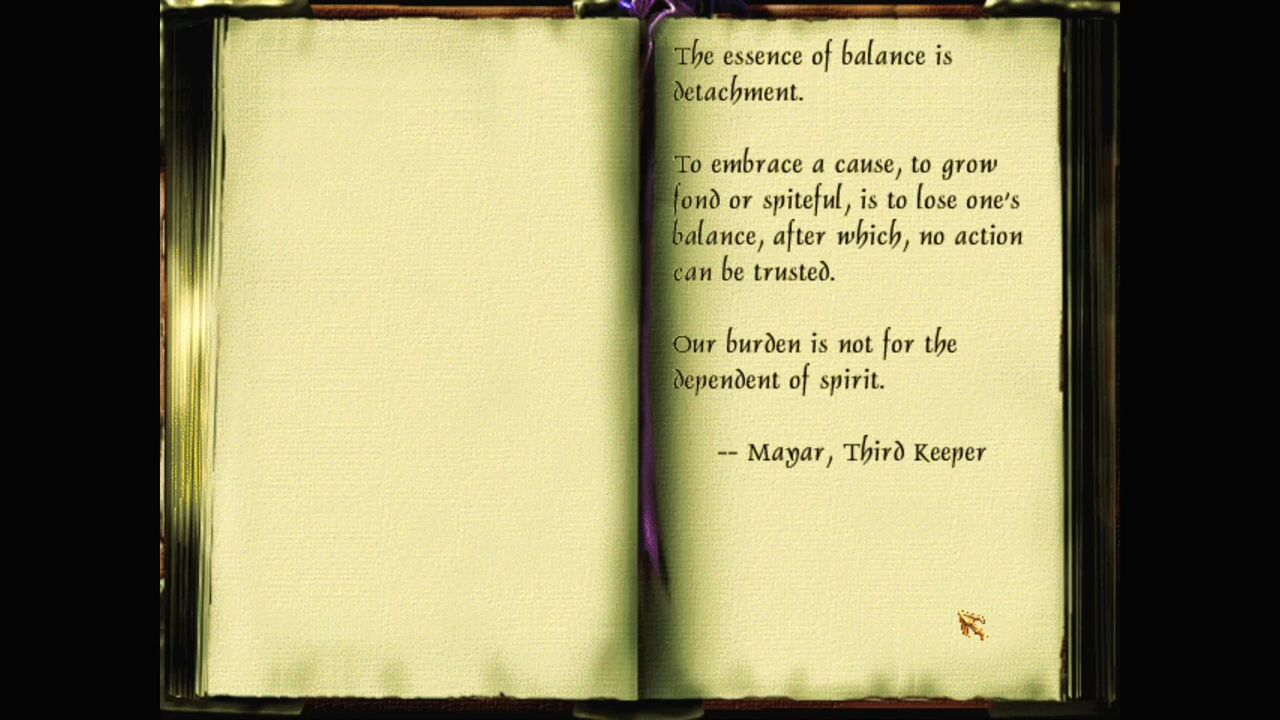 The essence of balance is
detachment.
To embrace a cause, to grow
fond or spiteful, is to lose one's
balance, after which, no action
can be trusted.
Our burden is not for the
dependent of spirit.
-- Mayar, Third Keeper